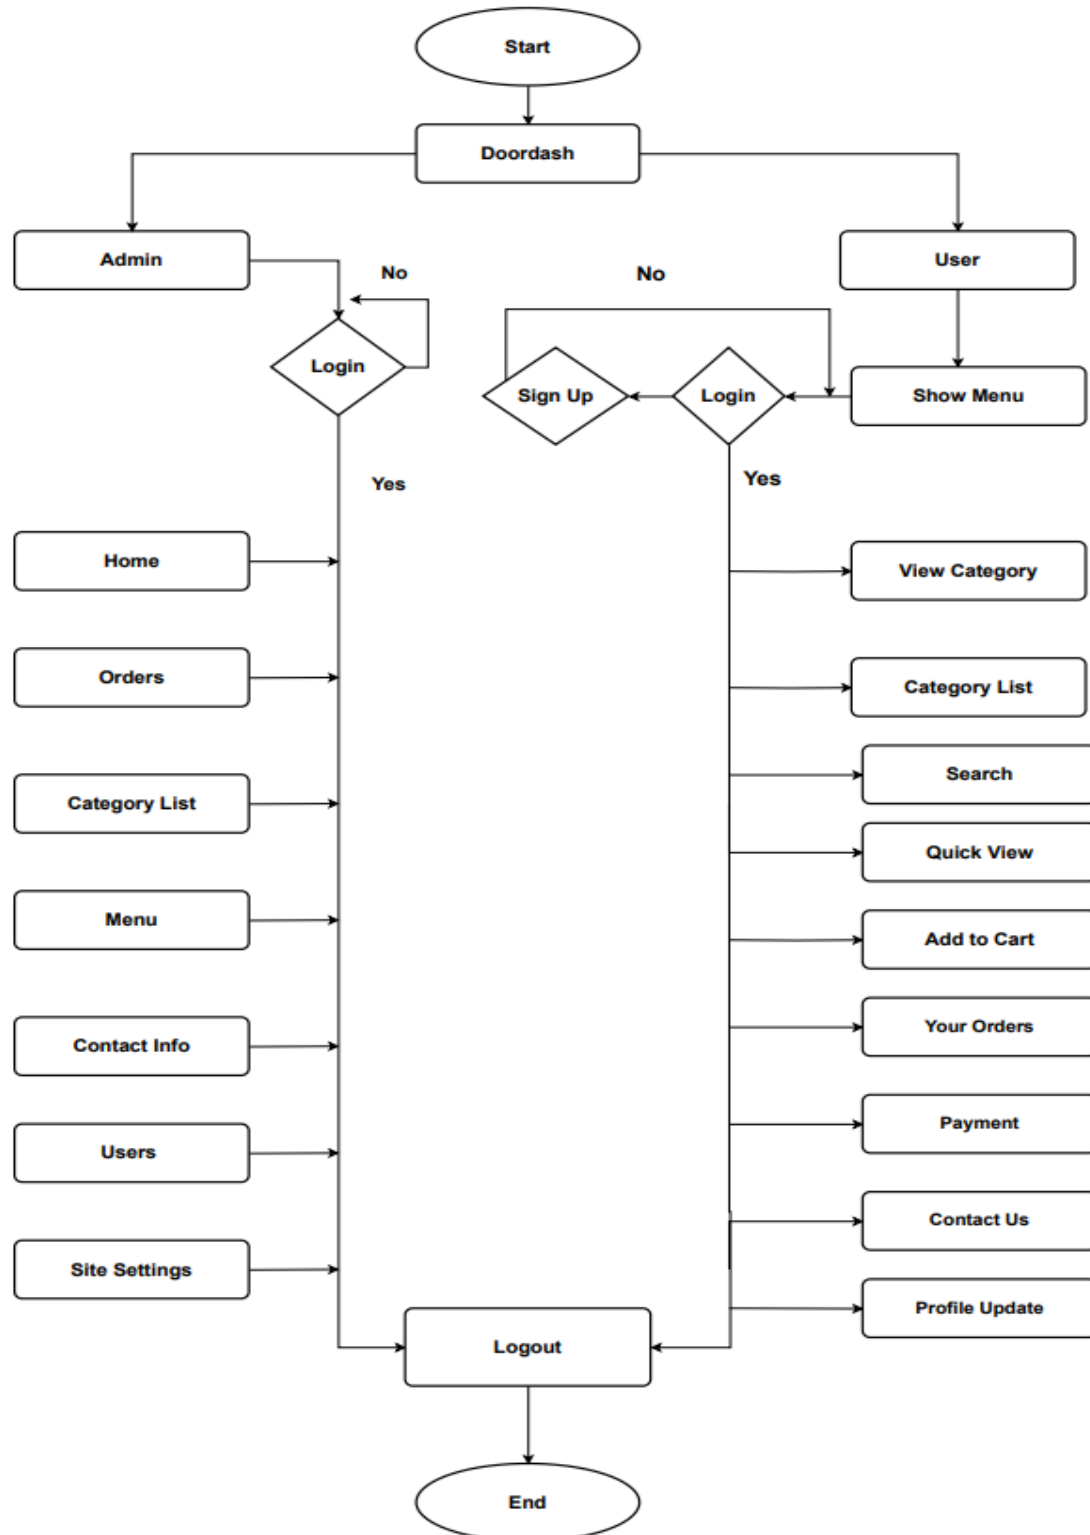 Start
Doordash
Admin
User
No
No
Login
Sign Up
Login
Show Menu
Yes
Yes
Home
View Category
Orders
Category List
Search
Category List
Quick View
Menu
Add to Cart
Your Orders
Contact Info
Payment
Users
Contact Us
Site Settings
Profile Update
Logout
End